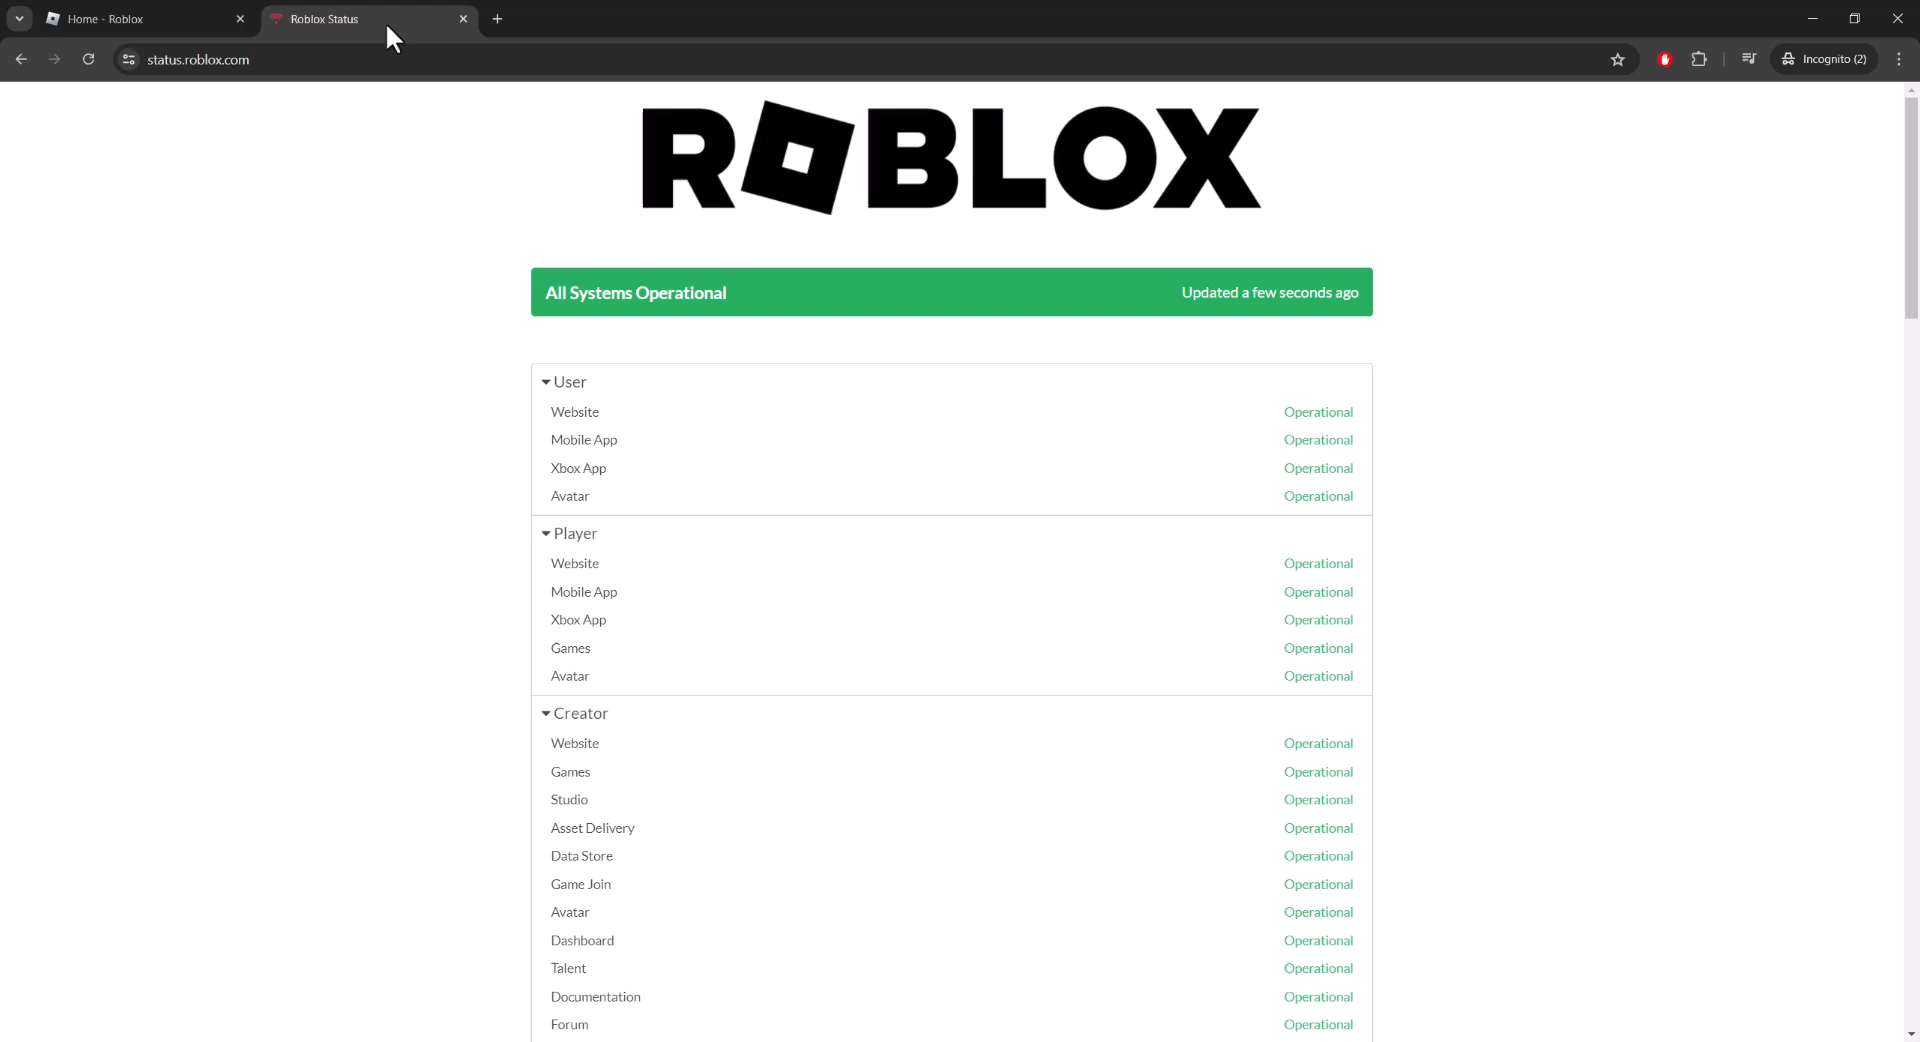 Home - Roblox
Roblox Status
status.roblox.com
Incognito (2)
ROBLOX
All Systems Operational Updated a few seconds ago
User
Website Operational
Mobile App Operational
Xbox App Operational
Avatar Operational
Player
Website Operational
Mobile App Operational
Xbox App Operational
Games Operational
Avatar Operational
Creator
Website Operational
Games Operational
Studio Operational
Asset Delivery Operational
Data Store Operational
Game Join Operational
Avatar Operational
Dashboard Operational
Talent Operational
Documentation Operational
Forum Operational